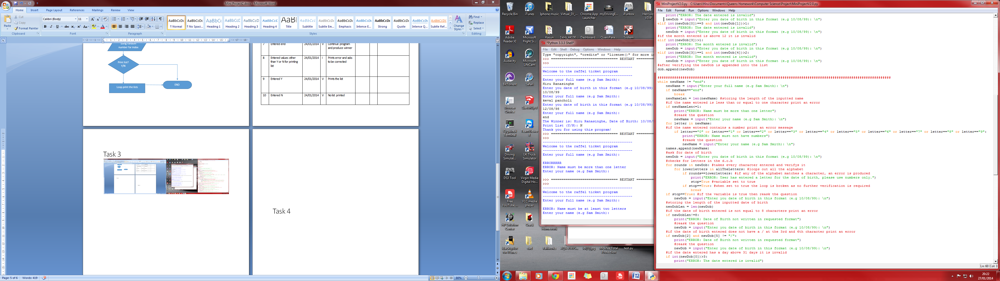 Mini Project2.docx - Microsoft Word
Home Insert Page Layout References Mailings Review View
Paste
Cut
Copy
Format Painter
Clipboard
Calibri (Body) 11
Font
Paragraph
AaBbCcDc AaBbCcDc AaBbCc AaBbCc AaBbCcDc AaBbCcDc
¶ Normal ¶ No Spaci... Heading 1 Heading 2 Heading 3 Heading 4 Title Subtitle Subtle Em... Emphasis Intense E... Strong Quote Intense Q... Subtle Ref...
Change Styles
Styles
Find
Replace
Select
Editing
using random
number for index
Print list?
Y/N
Loop print the lists
END
7 Entered end 24/01/2014 V Continue program and produce winner
8 Entered values other than Y or N for printing list 24/01/2014 I Prints error and asks to be corrected
9 Entered Y 24/01/2014 V Prints the list
10 Entered N 24/01/2014 V No list printed
Task 3
Task 4
Page: 5 of 6 Words: 419
80%
Recycle Bin iTunes Iphone music Virtual_DJ_... Chrome App Launcher myDrivingE... iFunbox Hercules VDJP
Adobe Reader XI Microsoft Flight Si... Kasun 1kHz_44100... Dashboard... QueryPara... System
Audacity Microsoft LifeCam
BitTorrent Safari
Browser Choice SketchUp8
Cygwin64 Terminal TeamViewer 8
Driving Simulat... UK Truck Simulator
DS3 Tool Virgin Media Digital Ho...
Free YouTube ... VLC media player
HP Solution Center Crack Homework
iBackupBot for iTunes dad Railworks AQA-PHYS... lol[1].jpg McAfee Total Protection test.py
*Python 3.3.3 Shell*
File Edit Shell Debug Options Windows Help
Type "copyright", "credits" or "license()" for more in
>>> ================================ RESTART
>>>
Welcome to the raffel ticket program
Enter your full name (e.g Sam Smith):
Hiru Ranasinghe
Enter you date of birth in this format (e.g 10/08/99)
10/08/99
Enter your full name (e.g Sam Smith):
keval pancholi
Enter you date of birth in this format (e.g 10/08/99)
12/08/98
Enter your full name (e.g Sam Smith):
end
The Winner is: Hiru Ranasinghe, Date of Birth: 10/08/
Print List (Y/N): N
Thank you for using this program!
>>> ================================ RESTART
>>>
Welcome to the raffel ticket program
Enter your full name (e.g Sam Smith):
ERRORRRRR
ERROR: Name must be more than one letter
Enter your name (e.g Sam Smith):
>>> ================================ RESTART
>>>
Welcome to the raffel ticket program
Enter your full name (e.g Sam Smith):
ERROR: Name must be at least two letters
Enter your name (e.g Sam Smith):
MiniProjectV2.0.py - C:\Users\Hiru\Documents\Queens Homework\Computer Science\Project\MiniProjectV2.0.py
File Edit Format Run Options Windows Help
print("ERROR: The date entered is invalid")
newDob = input("Enter you date of birth in this format (e.g 10/08/99): \n")
elif int(newDob[0])==3 and int(newDob[1])>1:
print("ERROR: The date entered is invalid")
newDob = input("Enter you date of birth in this format (e.g 10/08/99): \n")
#if the month entered is above 12 it is invalid
elif int(newDob[3])>1:
print("ERROR: The month entered is invalid")
newDob = input("Enter you date of birth in this format (e.g 10/08/99): \n")
elif int(newDob[3])==1 and int(newDob[4])>2:
print("ERROR: The month entered is invalid")
newDob = input("Enter you date of birth in this format (e.g 10/08/99): \n")
#after verifying the newDob is appended into the list
dob.append(newDob)
while newName != "end":
newName = input("Enter your full name (e.g Sam Smith): \n")
if newName=="end":
break
newNameLen = len(newName) #storing the length of the inputted name
#if the name entered is less than or equal to one character print an error
if newNameLen<=1:
print("ERROR: Name must be more than one letter")
#reask the question
newName = input("Enter your name (e.g Sam Smith): \n")
for letter in newName:
#if the name entered contains a number print an error message
if letter=="0" or letter=="1" or letter=="2" or letter=="3" or letter=="4" or letter=="5" or letter=="6" or letter=="7" or letter=="8" or letter=="9":
print("ERROR: Name must not have numbers")
#reask the question
newName = input("Enter your name (e.g Sam Smith): \n")
names.append(newName)
#ask for date of birth
newDob = input("Enter you date of birth in this format (e.g 10/08/99): \n")
#checks for letters in the d.o.b
for rounds in newDob: #takes every character entered and verifys it
for lowerletters in allTheLetters: #loops out all the alphabet
if rounds==lowerletters: #if any of the alphabet matches a character, an error is produced
print("ERROR: User has entered a letter for the date of birth, please use numbers only.")
stop=True #variable set to true
if stop==True: #when set to true the loop is broken as no further verification is required
break
if stop==True: #if the variable is true then reask the question
newDob = input("Enter you date of birth in this format (e.g 10/08/99): \n")
#storing the length of the inputted date of birth
newDobLen = len(newDob)
#if the date of birth entered is not equal to 8 characters print an error
if newDobLen!=8:
print("ERROR: Date of Birth not written in requested format")
#reask the question
newDob = input("Enter you date of birth in this format (e.g 10/08/99): \n")
#if the date of birth entered does not have a / at the 3rd and 6th character print an error
if newDob[2] and newDob[5] != "/":
print("ERROR: Date of Birth not written in requested format")
#reask the question
newDob = input("Enter you date of birth in this format (e.g 10/08/99): \n")
#if the date entered has a day above 31 days it is invalid
if int(newDob[0])>3:
print("ERROR: The date entered is invalid")
Ln: 60 Col: 3
20:22
27/01/2014